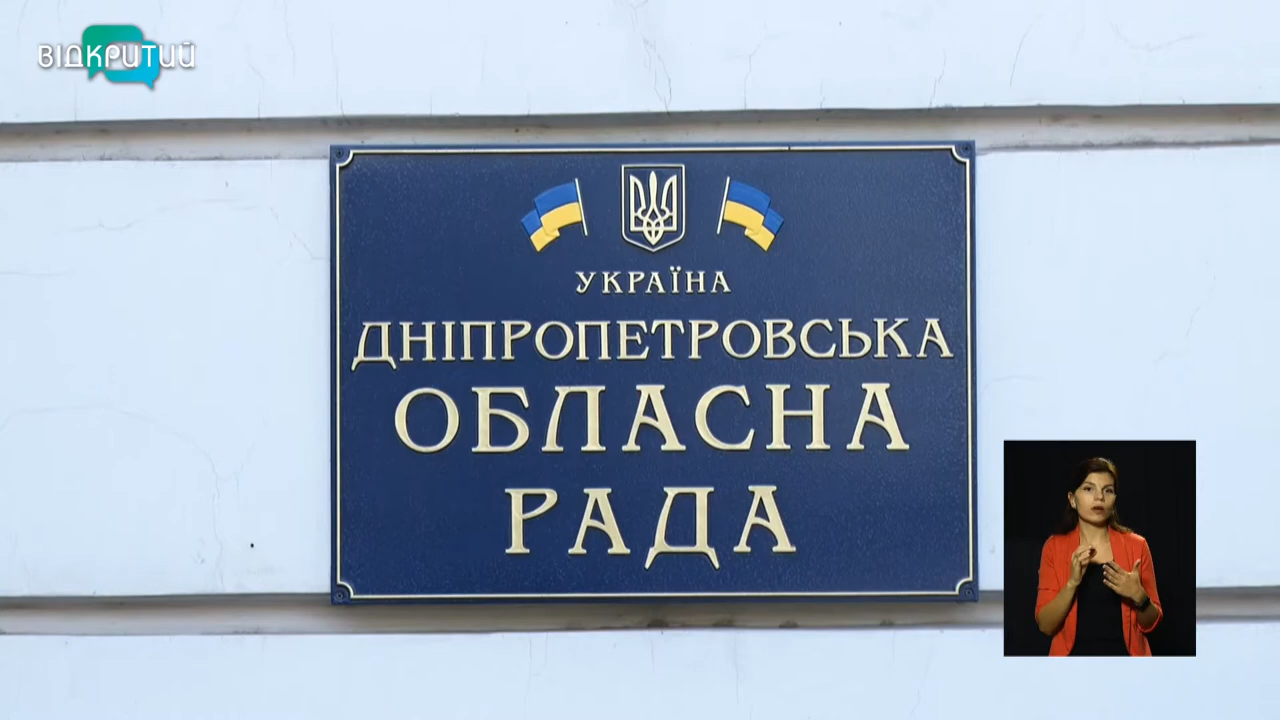 ВІДКРИТИЙ
УКРАЇНА
ДНІПРОПЕТРОВСЬКА
ОБЛАСНА
РАДА